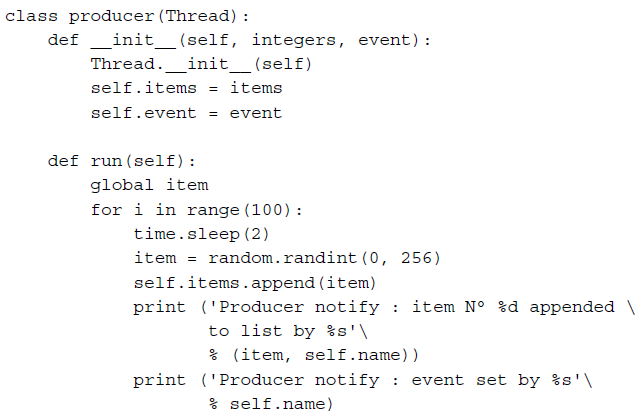 class producer(Thread):
    def __init__(self, integers, event):
        Thread.__init__(self)
        self.items = items
        self.event = event

    def run(self):
        global item
        for i in range(100):
            time.sleep(2)
            item = random.randint(0, 256)
            self.items.append(item)
            print ('Producer notify : item N° %d appended \
                   to list by %s'\
                   % (item, self.name))
            print ('Producer notify : event set by %s'\
                   % self.name)